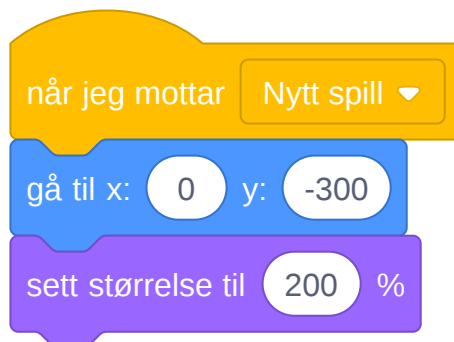 når jeg mottar Nytt spill
gå til x: 0 y: -300
sett størrelse til 200 %